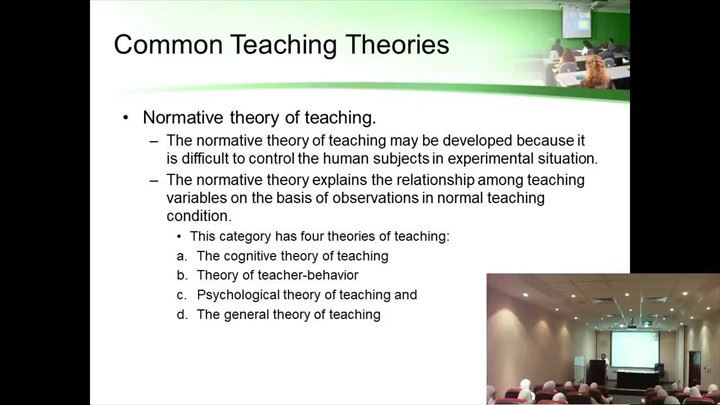 Common Teaching Theories
• Normative theory of teaching.
– The normative theory of teaching may be developed because it
is difficult to control the human subjects in experimental situation.
– The normative theory explains the relationship among teaching
variables on the basis of observations in normal teaching
condition.
• This category has four theories of teaching:
a. The cognitive theory of teaching
b. Theory of teacher-behavior
c. Psychological theory of teaching and
d. The general theory of teaching